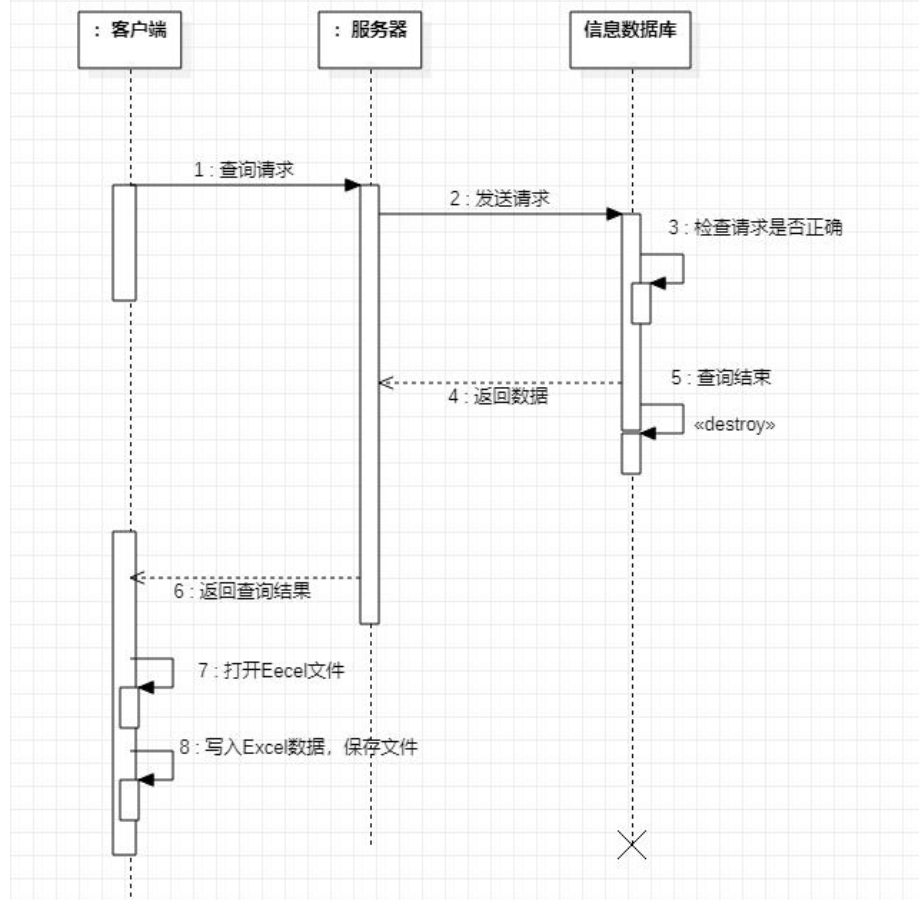 : 客户端
: 服务器
信息数据库
1 : 查询请求
2 : 发送请求
3 : 检查请求是否正确
5 : 查询结束
4 : 返回数据
«destroy»
6 : 返回查询结果
7 : 打开Eecel文件
8 : 写入Excel数据，保存文件